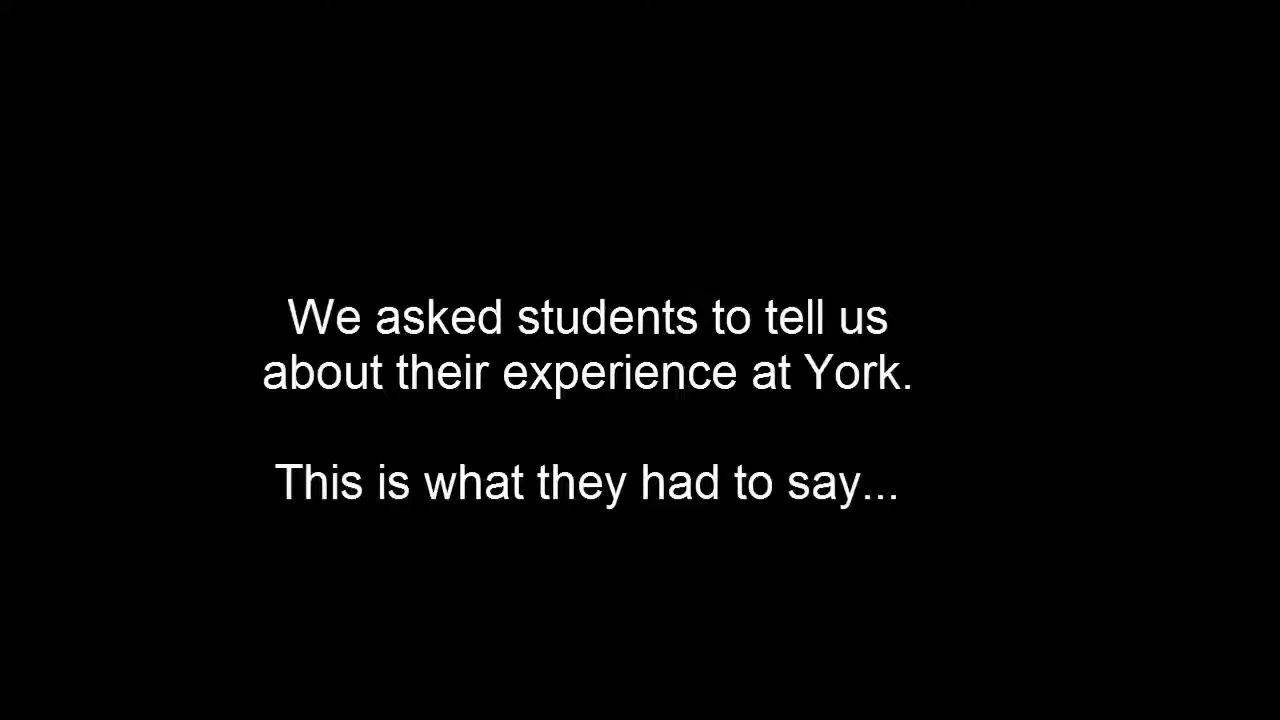 We asked students to tell us
about their experience at York.
This is what they had to say...